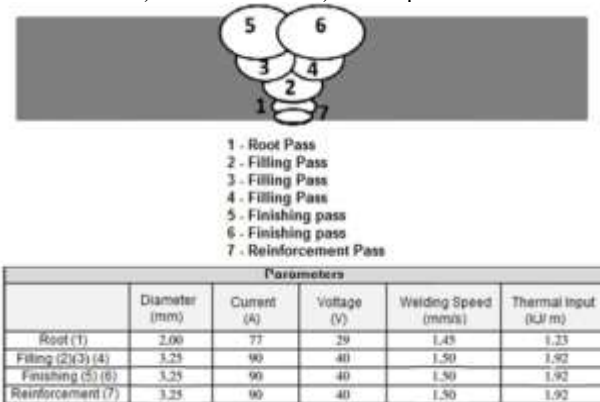 5 6
3 4
2
1 7
1 - Root Pass
2 - Filling Pass
3 - Filling Pass
4 - Filling Pass
5 - Finishing pass
6 - Finishing pass
7 - Reinforcement Pass
Parameters
Diameter (mm) Current (A) Voltage (V) Welding Speed (mm/s) Thermal Input (kJ/ m)
Root (1) 2,00 77 29 1,45 1,23
Filling (2)(3) (4) 3,25 90 40 1,50 1,92
Finishing (5) (6) 3,25 90 40 1,50 1,92
Reinforcement (7) 3,25 90 40 1,50 1,92